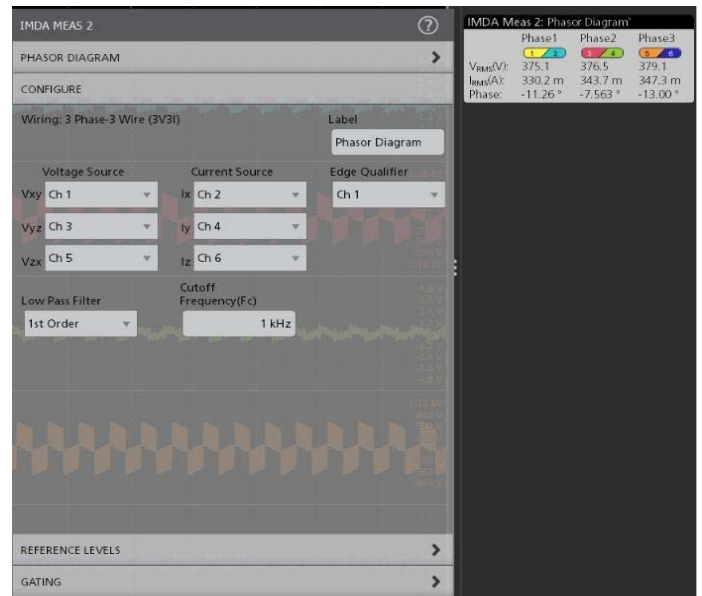 IMDA MEAS 2
PHASOR DIAGRAM
CONFIGURE
Wiring: 3 Phase-3 Wire (3V3I)
Label
Phasor Diagram
Voltage Source Current Source Edge Qualifier
Vxy Ch 1 Ix Ch 2 Ch 1
Vyz Ch 3 Iy Ch 4
Vzx Ch 5 Iz Ch 6
Low Pass Filter
Cutoff
Frequency(Fc)
1st Order 1 kHz
REFERENCE LEVELS
GATING
IMDA Meas 2: Phasor Diagram'
Phase1 Phase2 Phase3
1 2 3 4 5 6
VRMS(V): 375.1 376.5 379.1
IRMS(A): 330.2 m 343.7 m 347.3 m
Phase: -11.26 ° -7.563 ° -13.00 °